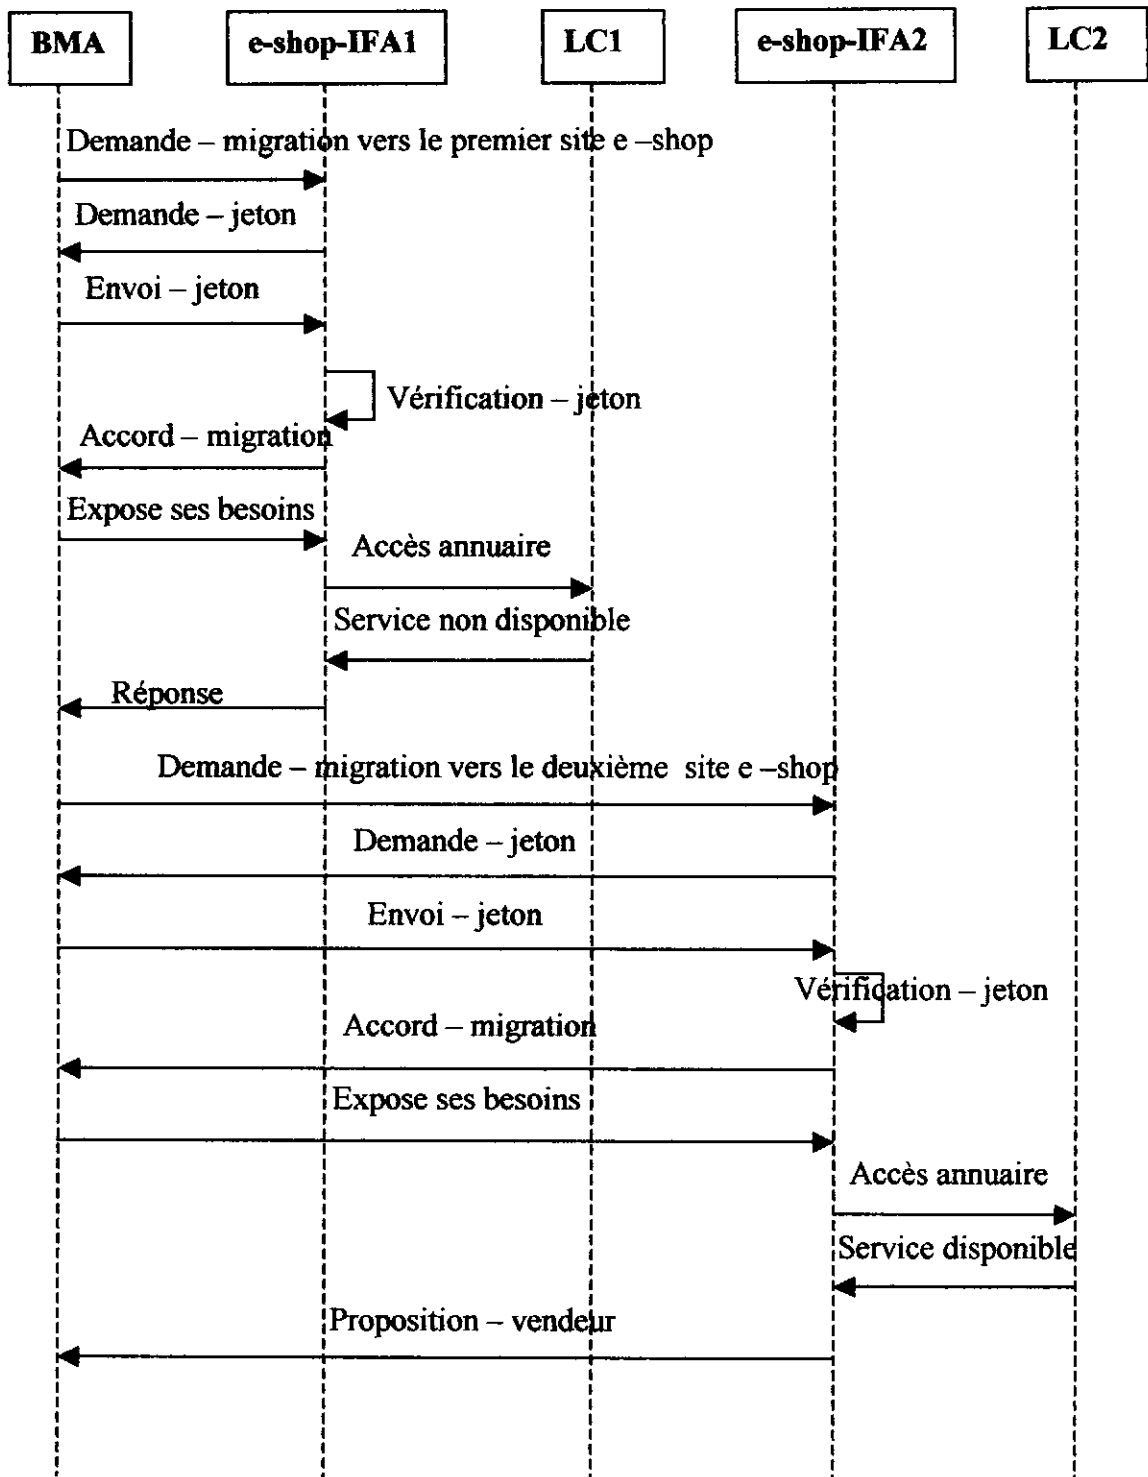 BMA
e-shop-IFA1
LC1
e-shop-IFA2
LC2
Demande – migration vers le premier site e –shop
Demande – jeton
Envoi – jeton
Vérification – jeton
Accord – migration
Expose ses besoins
Accès annuaire
Service non disponible
Réponse
Demande – migration vers le deuxième site e –shop
Demande – jeton
Envoi – jeton
Vérification – jeton
Accord – migration
Expose ses besoins
Accès annuaire
Service disponible
Proposition – vendeur